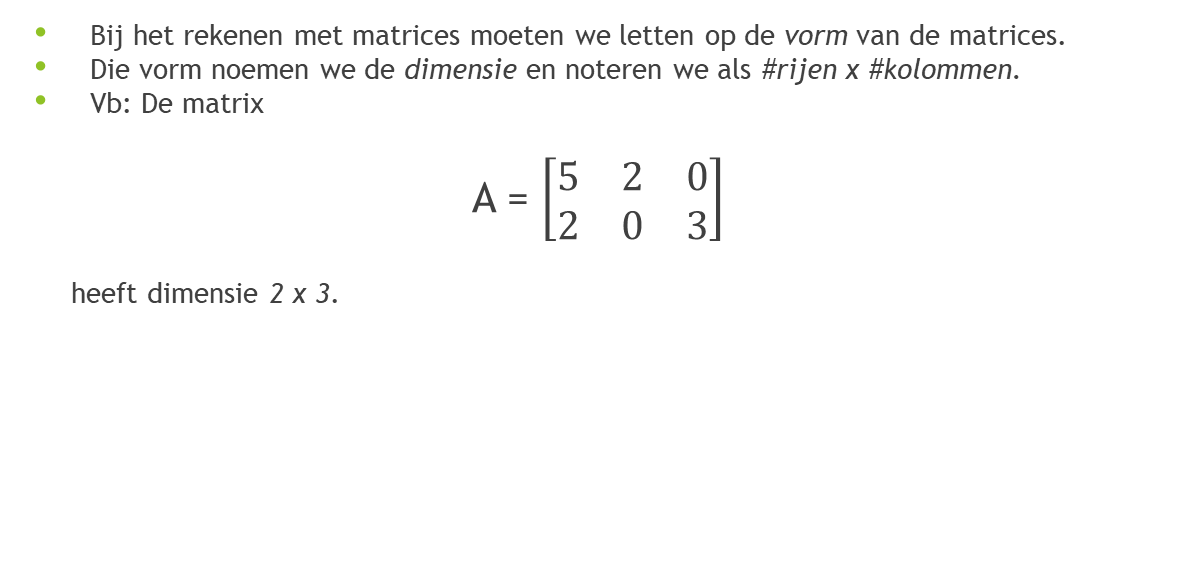 • Bij het rekenen met matrices moeten we letten op de vorm van de matrices.
• Die vorm noemen we de dimensie en noteren we als #rijen x #kolommen.
• Vb: De matrix
A = [5 2 0
2 0 3]
heeft dimensie 2 x 3.